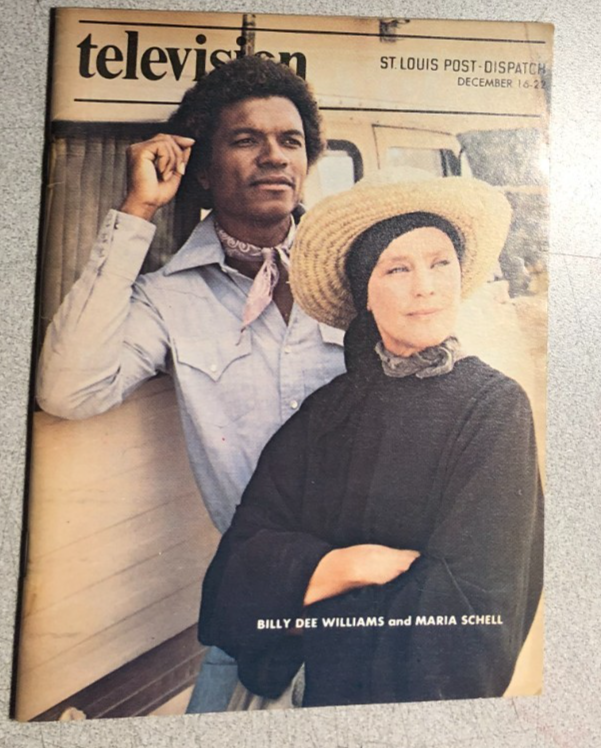 television
ST. LOUIS POST-DISPATCH
DECEMBER 16-22
BILLY DEE WILLIAMS and MARIA SCHELL